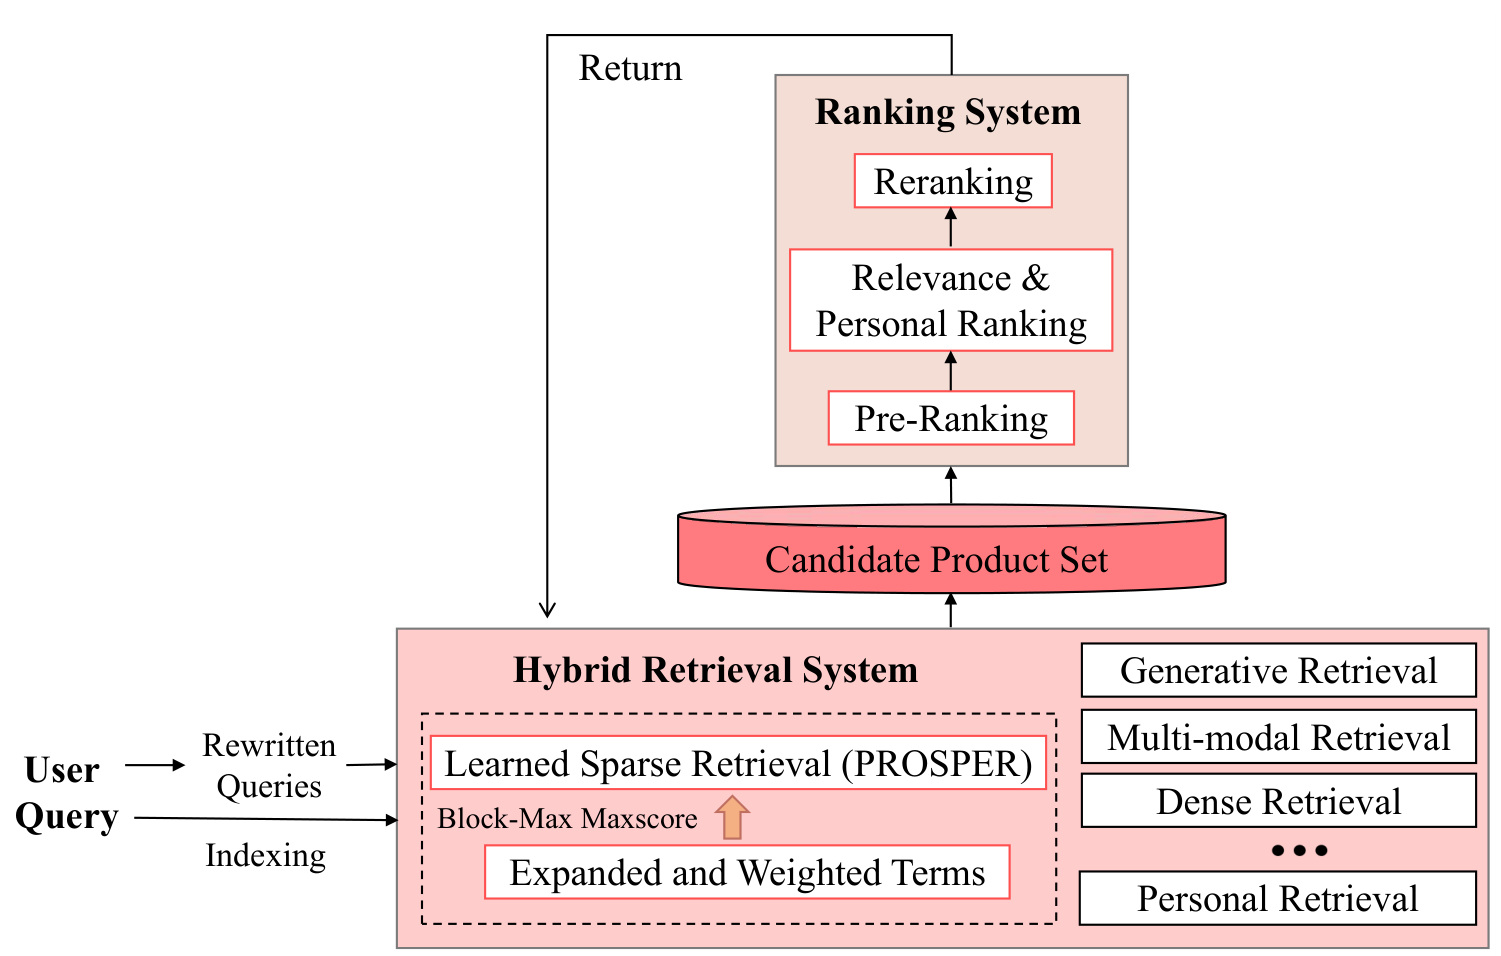 Return
Ranking System
Reranking
Relevance &
Personal Ranking
Pre-Ranking
Candidate Product Set
Hybrid Retrieval System
Learned Sparse Retrieval (PROSPER)
Block-Max Maxscore
Expanded and Weighted Terms
Generative Retrieval
Multi-modal Retrieval
Dense Retrieval
•••
Personal Retrieval
User
Query
Rewritten
Queries
Indexing